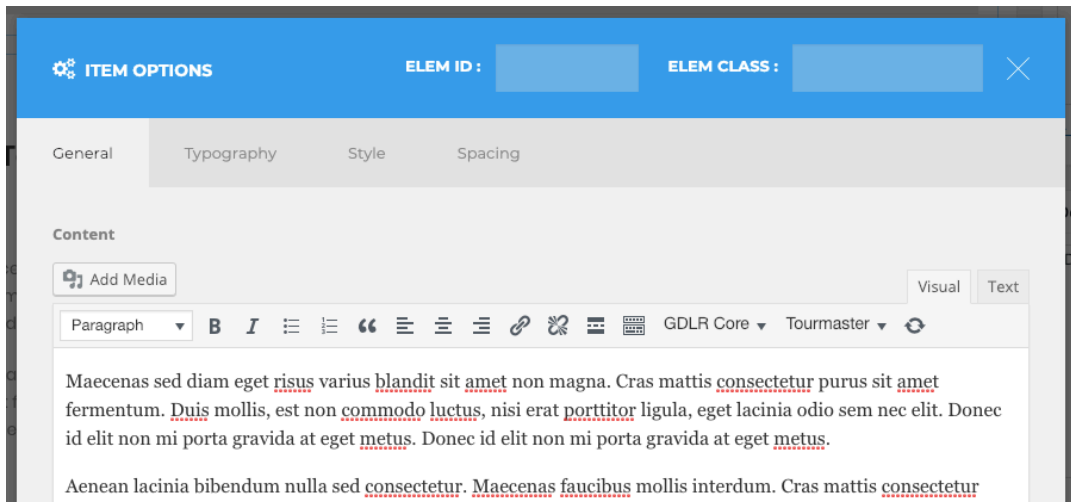 ITEM OPTIONS ELEM ID : ELEM CLASS :
General Typography Style Spacing
Content
Add Media
Visual Text
Paragraph B I GDLR Core Tourmaster
Maecenas sed diam eget risus varius blandit sit amet non magna. Cras mattis consectetur purus sit amet
fermentum. Duis mollis, est non commodo luctus, nisi erat porttitor ligula, eget lacinia odio sem nec elit. Donec
id elit non mi porta gravida at eget metus. Donec id elit non mi porta gravida at eget metus.
Aenean lacinia bibendum nulla sed consectetur. Maecenas faucibus mollis interdum. Cras mattis consectetur